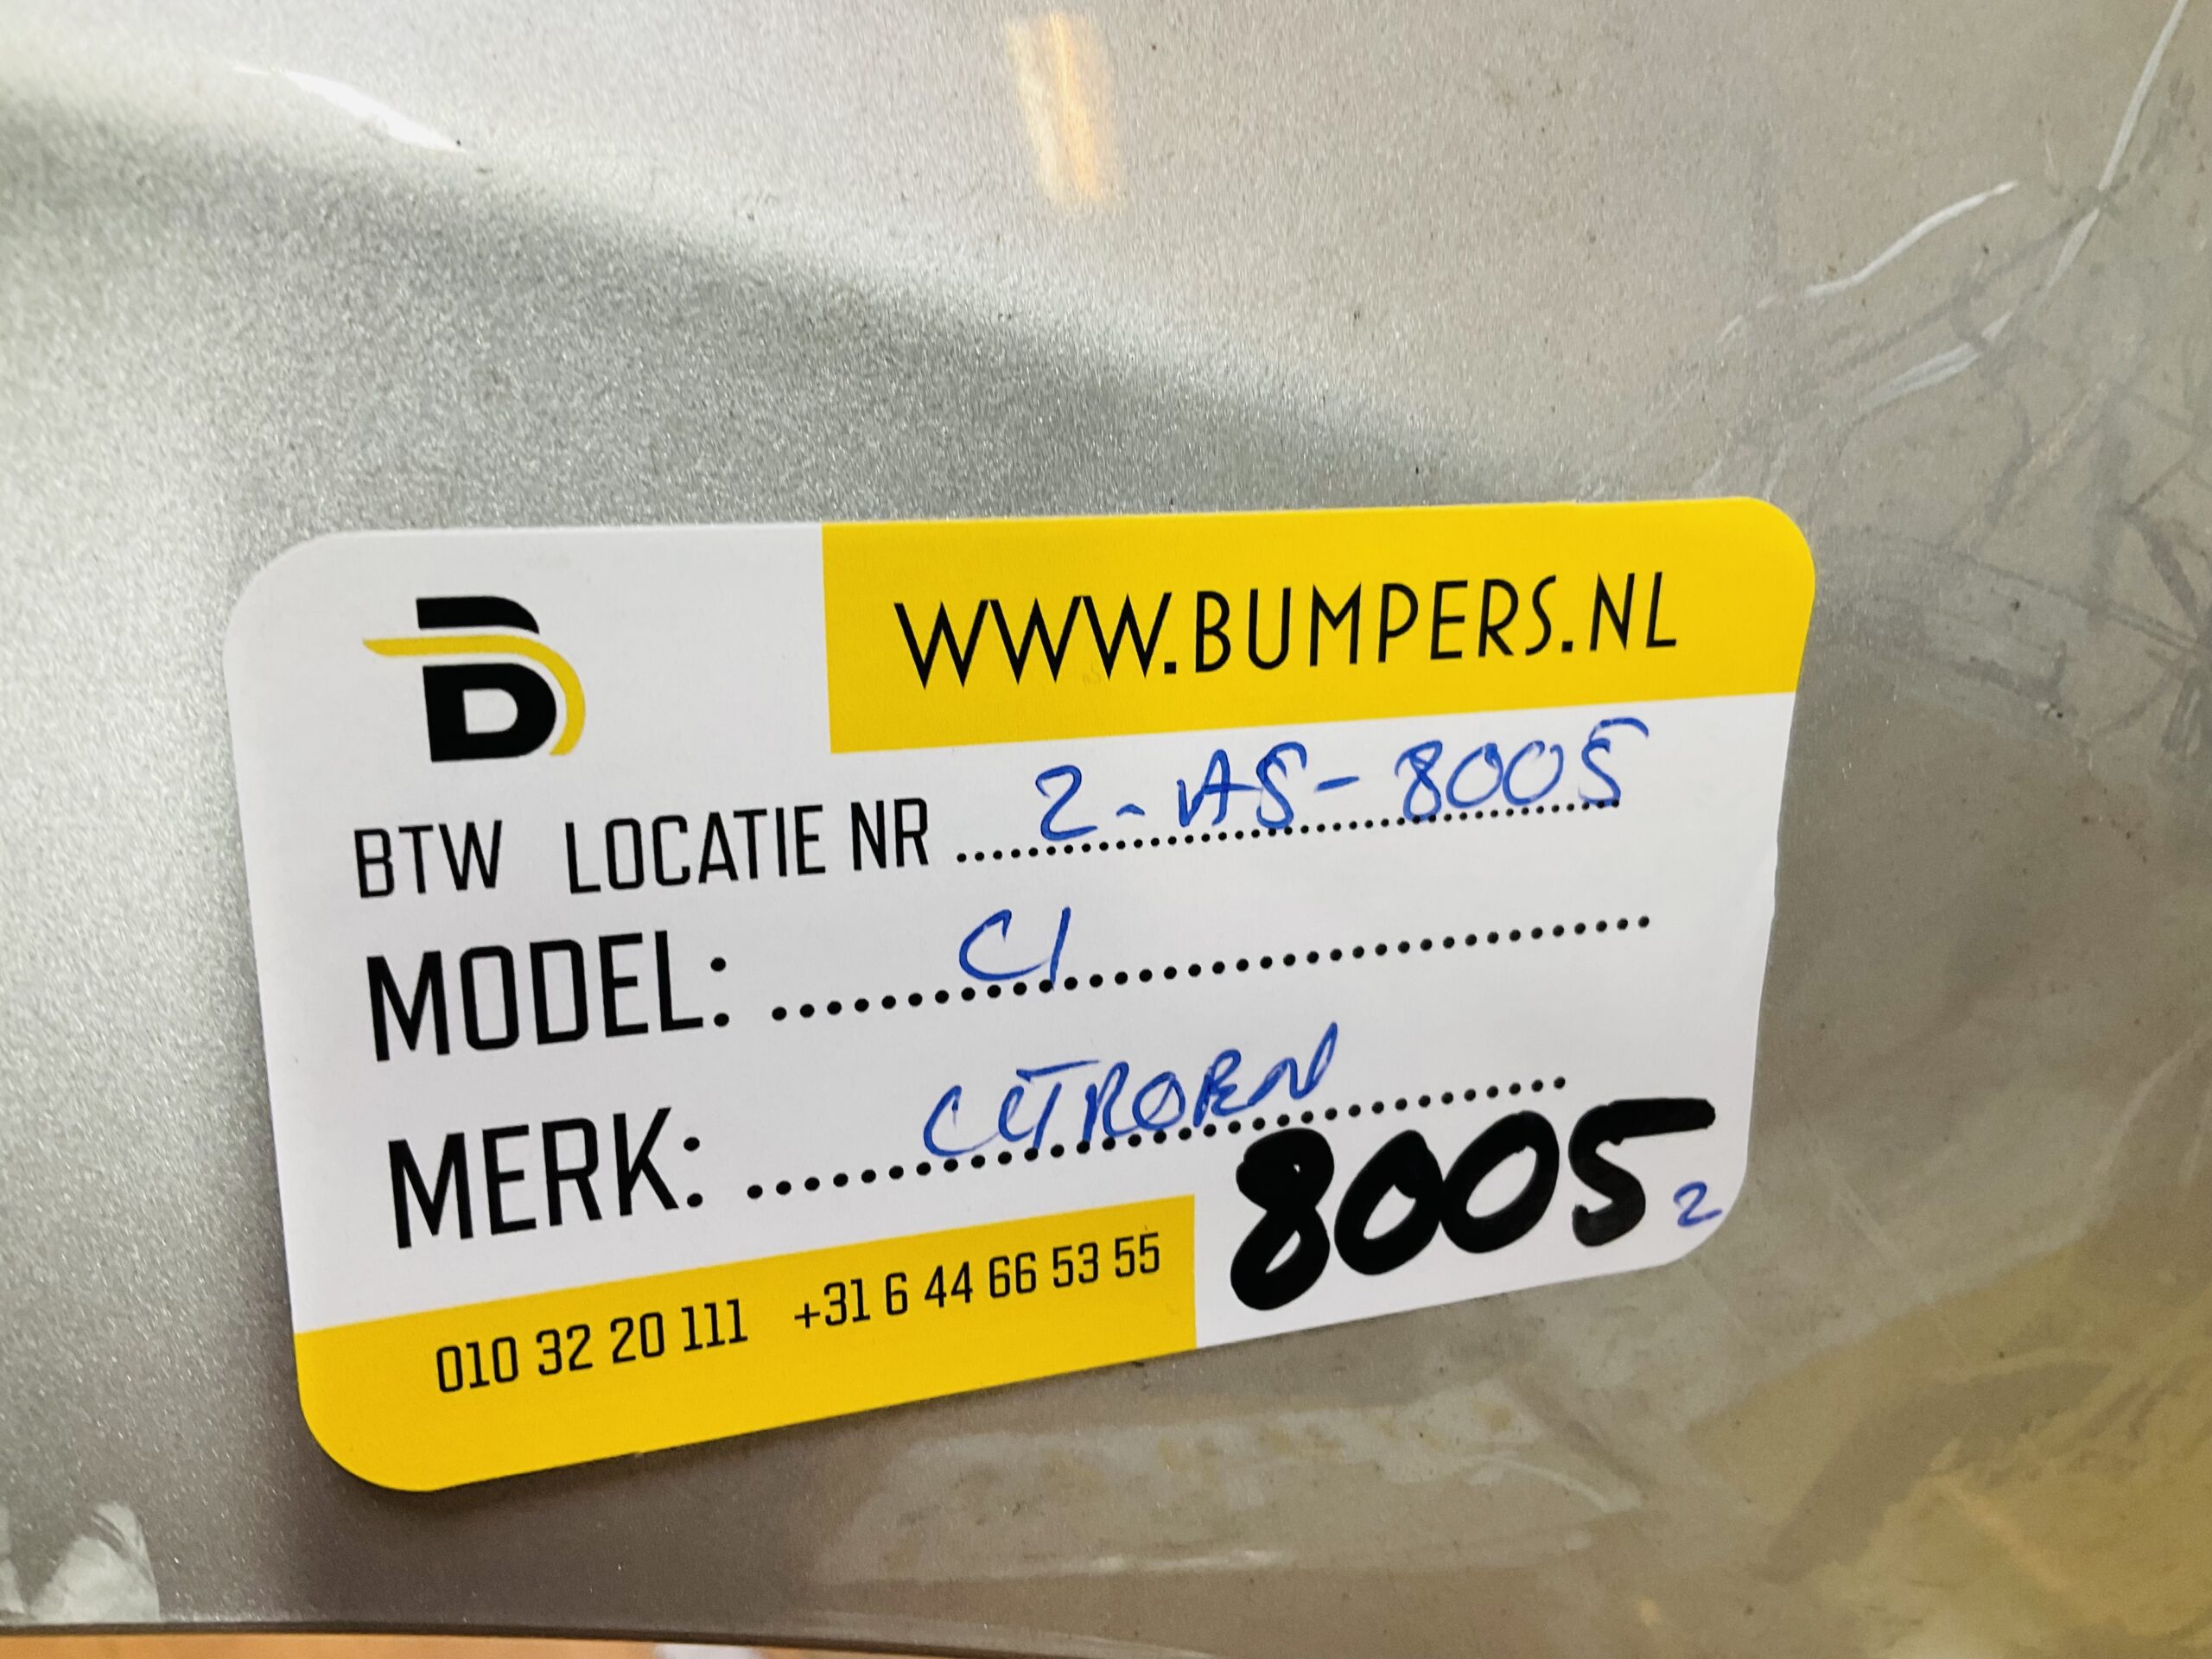 WWW.BUMPERS.NL
BTW LOCATIE NR 2-VAS-8005
MODEL: C1
MERK: CITROEN
8005 2
010 32 20 111 +31 6 44 66 53 55